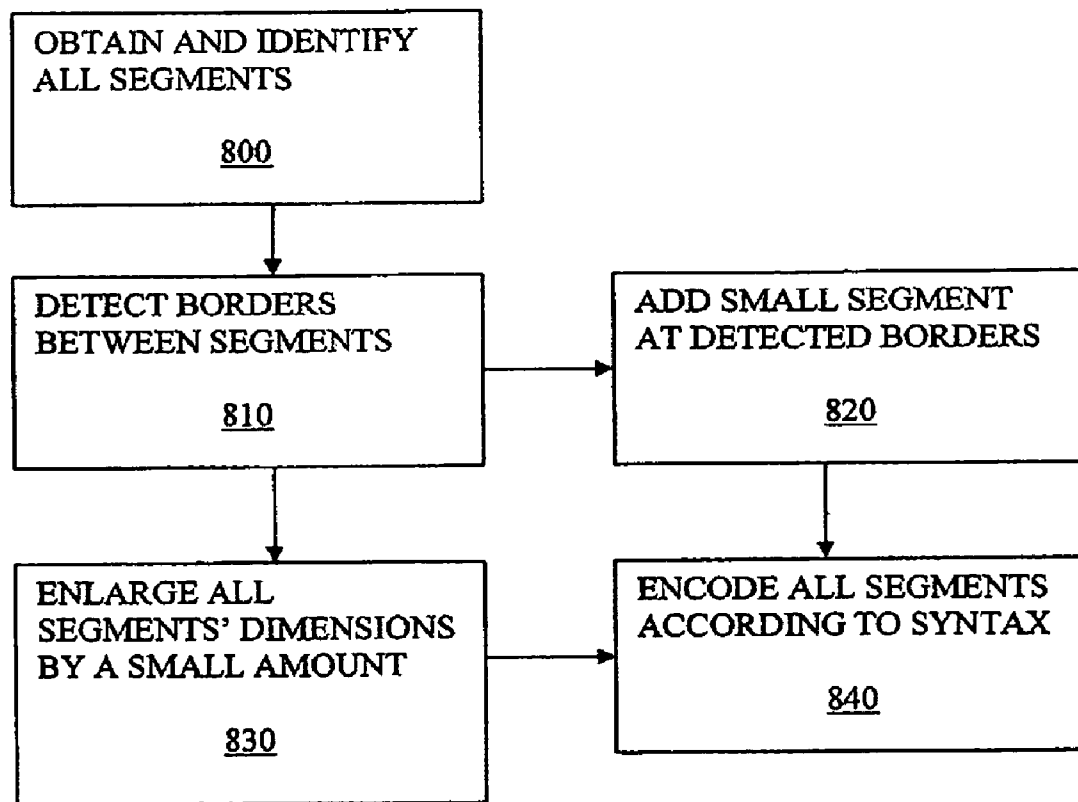 OBTAIN AND IDENTIFY
ALL SEGMENTS
800
DETECT BORDERS
BETWEEN SEGMENTS
810
ADD SMALL SEGMENT
AT DETECTED BORDERS
820
ENLARGE ALL
SEGMENTS’ DIMENSIONS
BY A SMALL AMOUNT
830
ENCODE ALL SEGMENTS
ACCORDING TO SYNTAX
840